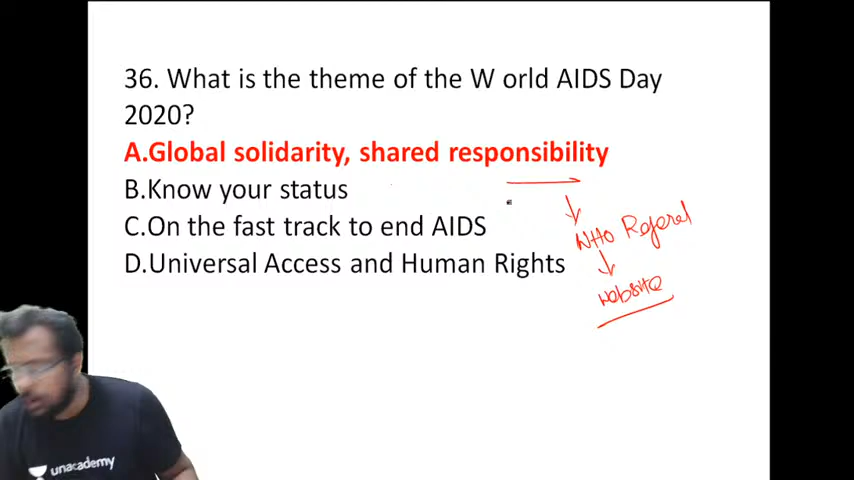 36. What is the theme of the W orld AIDS Day
2020?
A.Global solidarity, shared responsibility
B.Know your status
C.On the fast track to end AIDS
D.Universal Access and Human Rights
WHO
website
unacademy